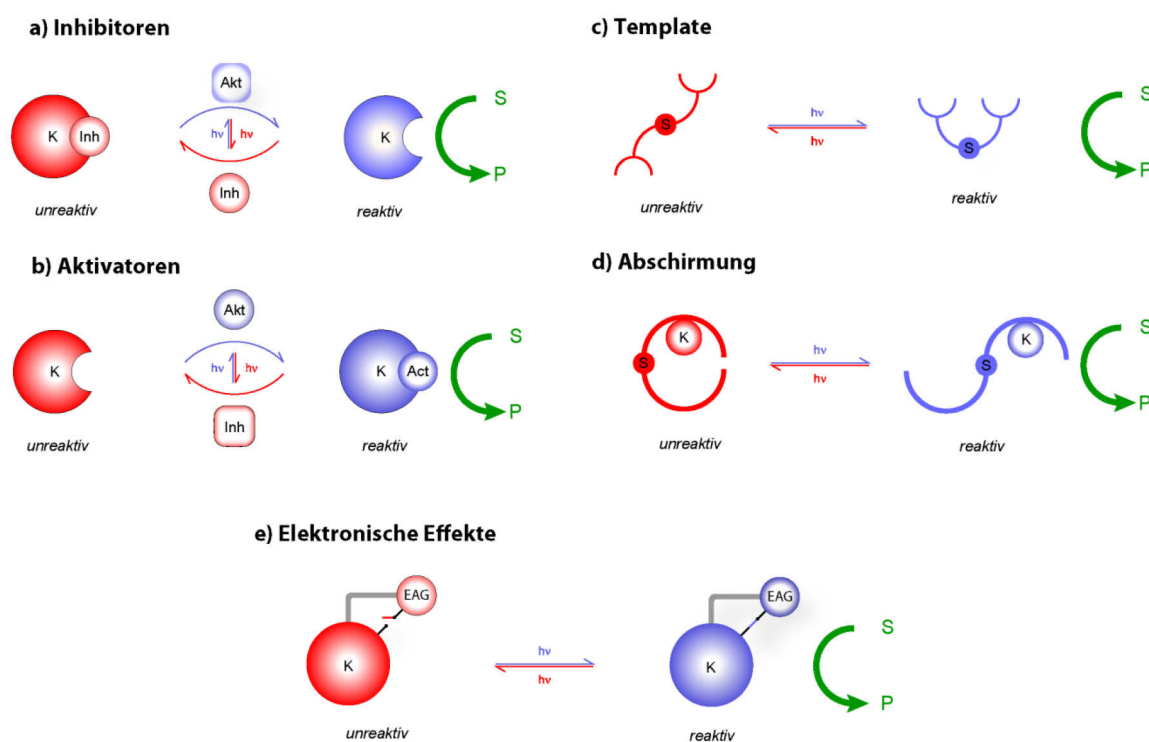 a) Inhibitoren
Akt
K Inh
hν hν
K
S
P
Inh
unreaktiv
reaktiv
b) Aktivatoren
Akt
K
hν hν
K Act
S
P
Inh
unreaktiv
reaktiv
c) Template
S
hν
hν
S
S
P
unreaktiv
reaktiv
d) Abschirmung
K
S
hν
hν
K
S
S
P
unreaktiv
reaktiv
e) Elektronische Effekte
EAG
K
hν
hν
EAG
K
S
P
unreaktiv
reaktiv